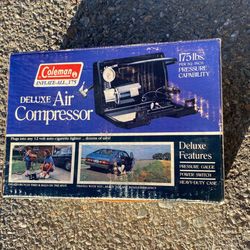 Coleman
INFLATE-ALL 175
DELUXE Air
Compressor
175 lbs.
PER SQ. INCH
PRESSURE
CAPABILITY
Plugs into any 12 volt auto cigarette lighter
Deluxe
Features
PRESSURE GAUGE
POWER SWITCH
HEAVY-DUTY CASE